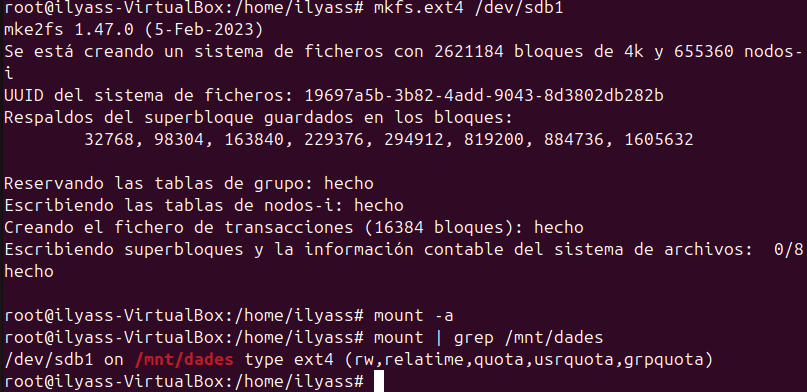 root@ilyass-VirtualBox:/home/ilyass# mkfs.ext4 /dev/sdb1
mke2fs 1.47.0 (5-Feb-2023)
Se está creando un sistema de ficheros con 2621184 bloques de 4k y 655360 nodos-
i
UUID del sistema de ficheros: 19697a5b-3b82-4add-9043-8d3802db282b
Respaldos del superbloque guardados en los bloques:
        32768, 98304, 163840, 229376, 294912, 819200, 884736, 1605632

Reservando las tablas de grupo: hecho
Escribiendo las tablas de nodos-i: hecho
Creando el fichero de transacciones (16384 bloques): hecho
Escribiendo superbloques y la información contable del sistema de archivos:  0/8
hecho

root@ilyass-VirtualBox:/home/ilyass# mount -a
root@ilyass-VirtualBox:/home/ilyass# mount | grep /mnt/dades
/dev/sdb1 on /mnt/dades type ext4 (rw,relatime,quota,usrquota,grpquota)
root@ilyass-VirtualBox:/home/ilyass#